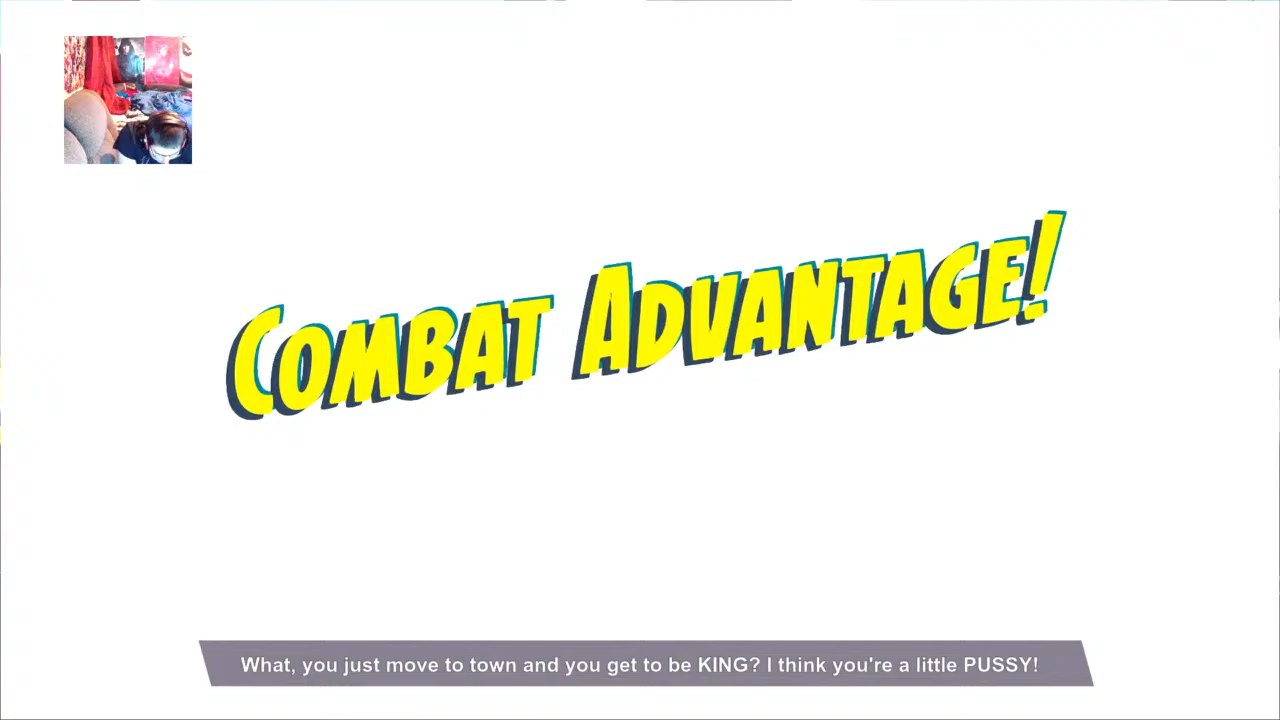 Combat Advantage!
What, you just move to town and you get to be KING? I think you're a little PUSSY!